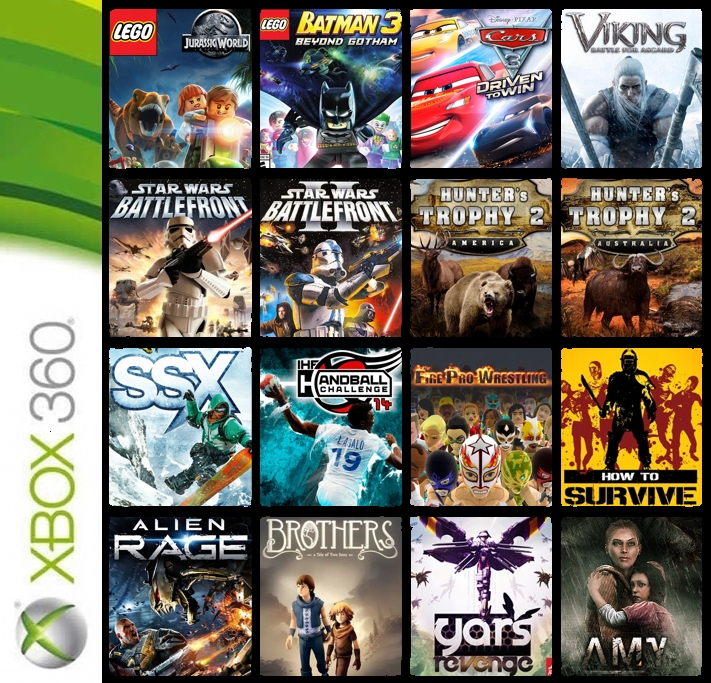 XBOX 360
LEGO
JURASSIC WORLD
LEGO BATMAN 3
BEYOND GOTHAM
Disney PIXAR
Cars
3
DRIVEN
TO WIN
VIKING
BATTLE FOR ASGARD
STAR WARS
BATTLEFRONT
STAR WARS
BATTLEFRONT
II
HUNTER's
TROPHY 2
AMERICA
HUNTER's
TROPHY 2
AUSTRALIA
SSX
IHF
HANDBALL
CHALLENGE
14
19
FIRE PRO-WRESTLING
HOW TO
SURVIVE
ALIEN
RAGE
BROTHERS
a Tale of Two Sons
yars
revenge
AMY